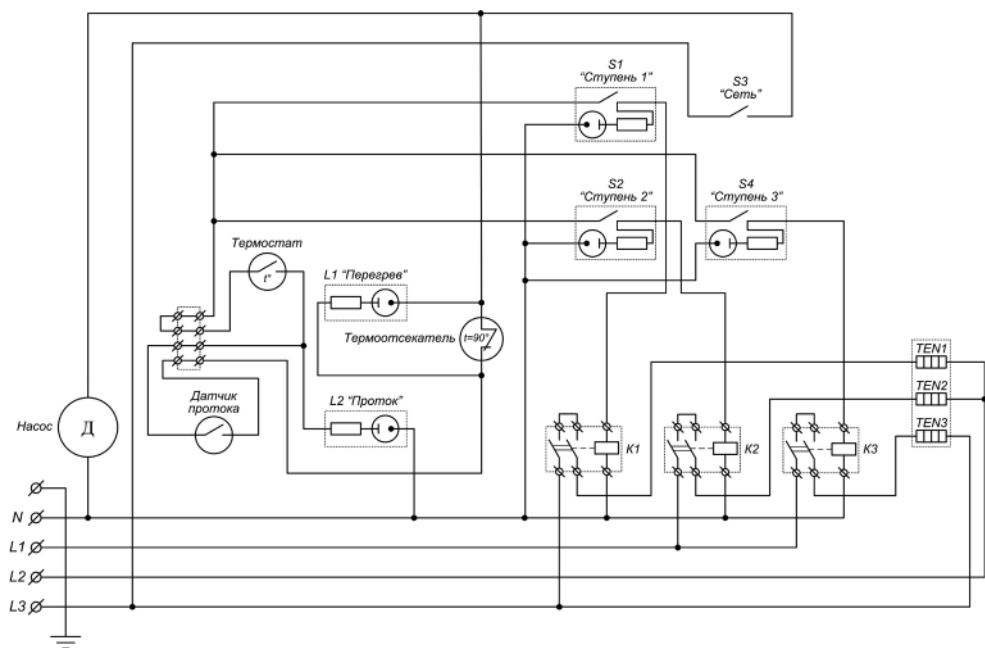 S1
"Ступень 1"
S3
"Сеть"
S2
"Ступень 2"
S4
"Ступень 3"
Термостат
t°
L1 "Перегрев"
Термоотсекатель
t=90°
TEN1
TEN2
TEN3
Датчик
протока
L2 "Проток"
Насос
Д
K1
K2
K3
N
L1
L2
L3